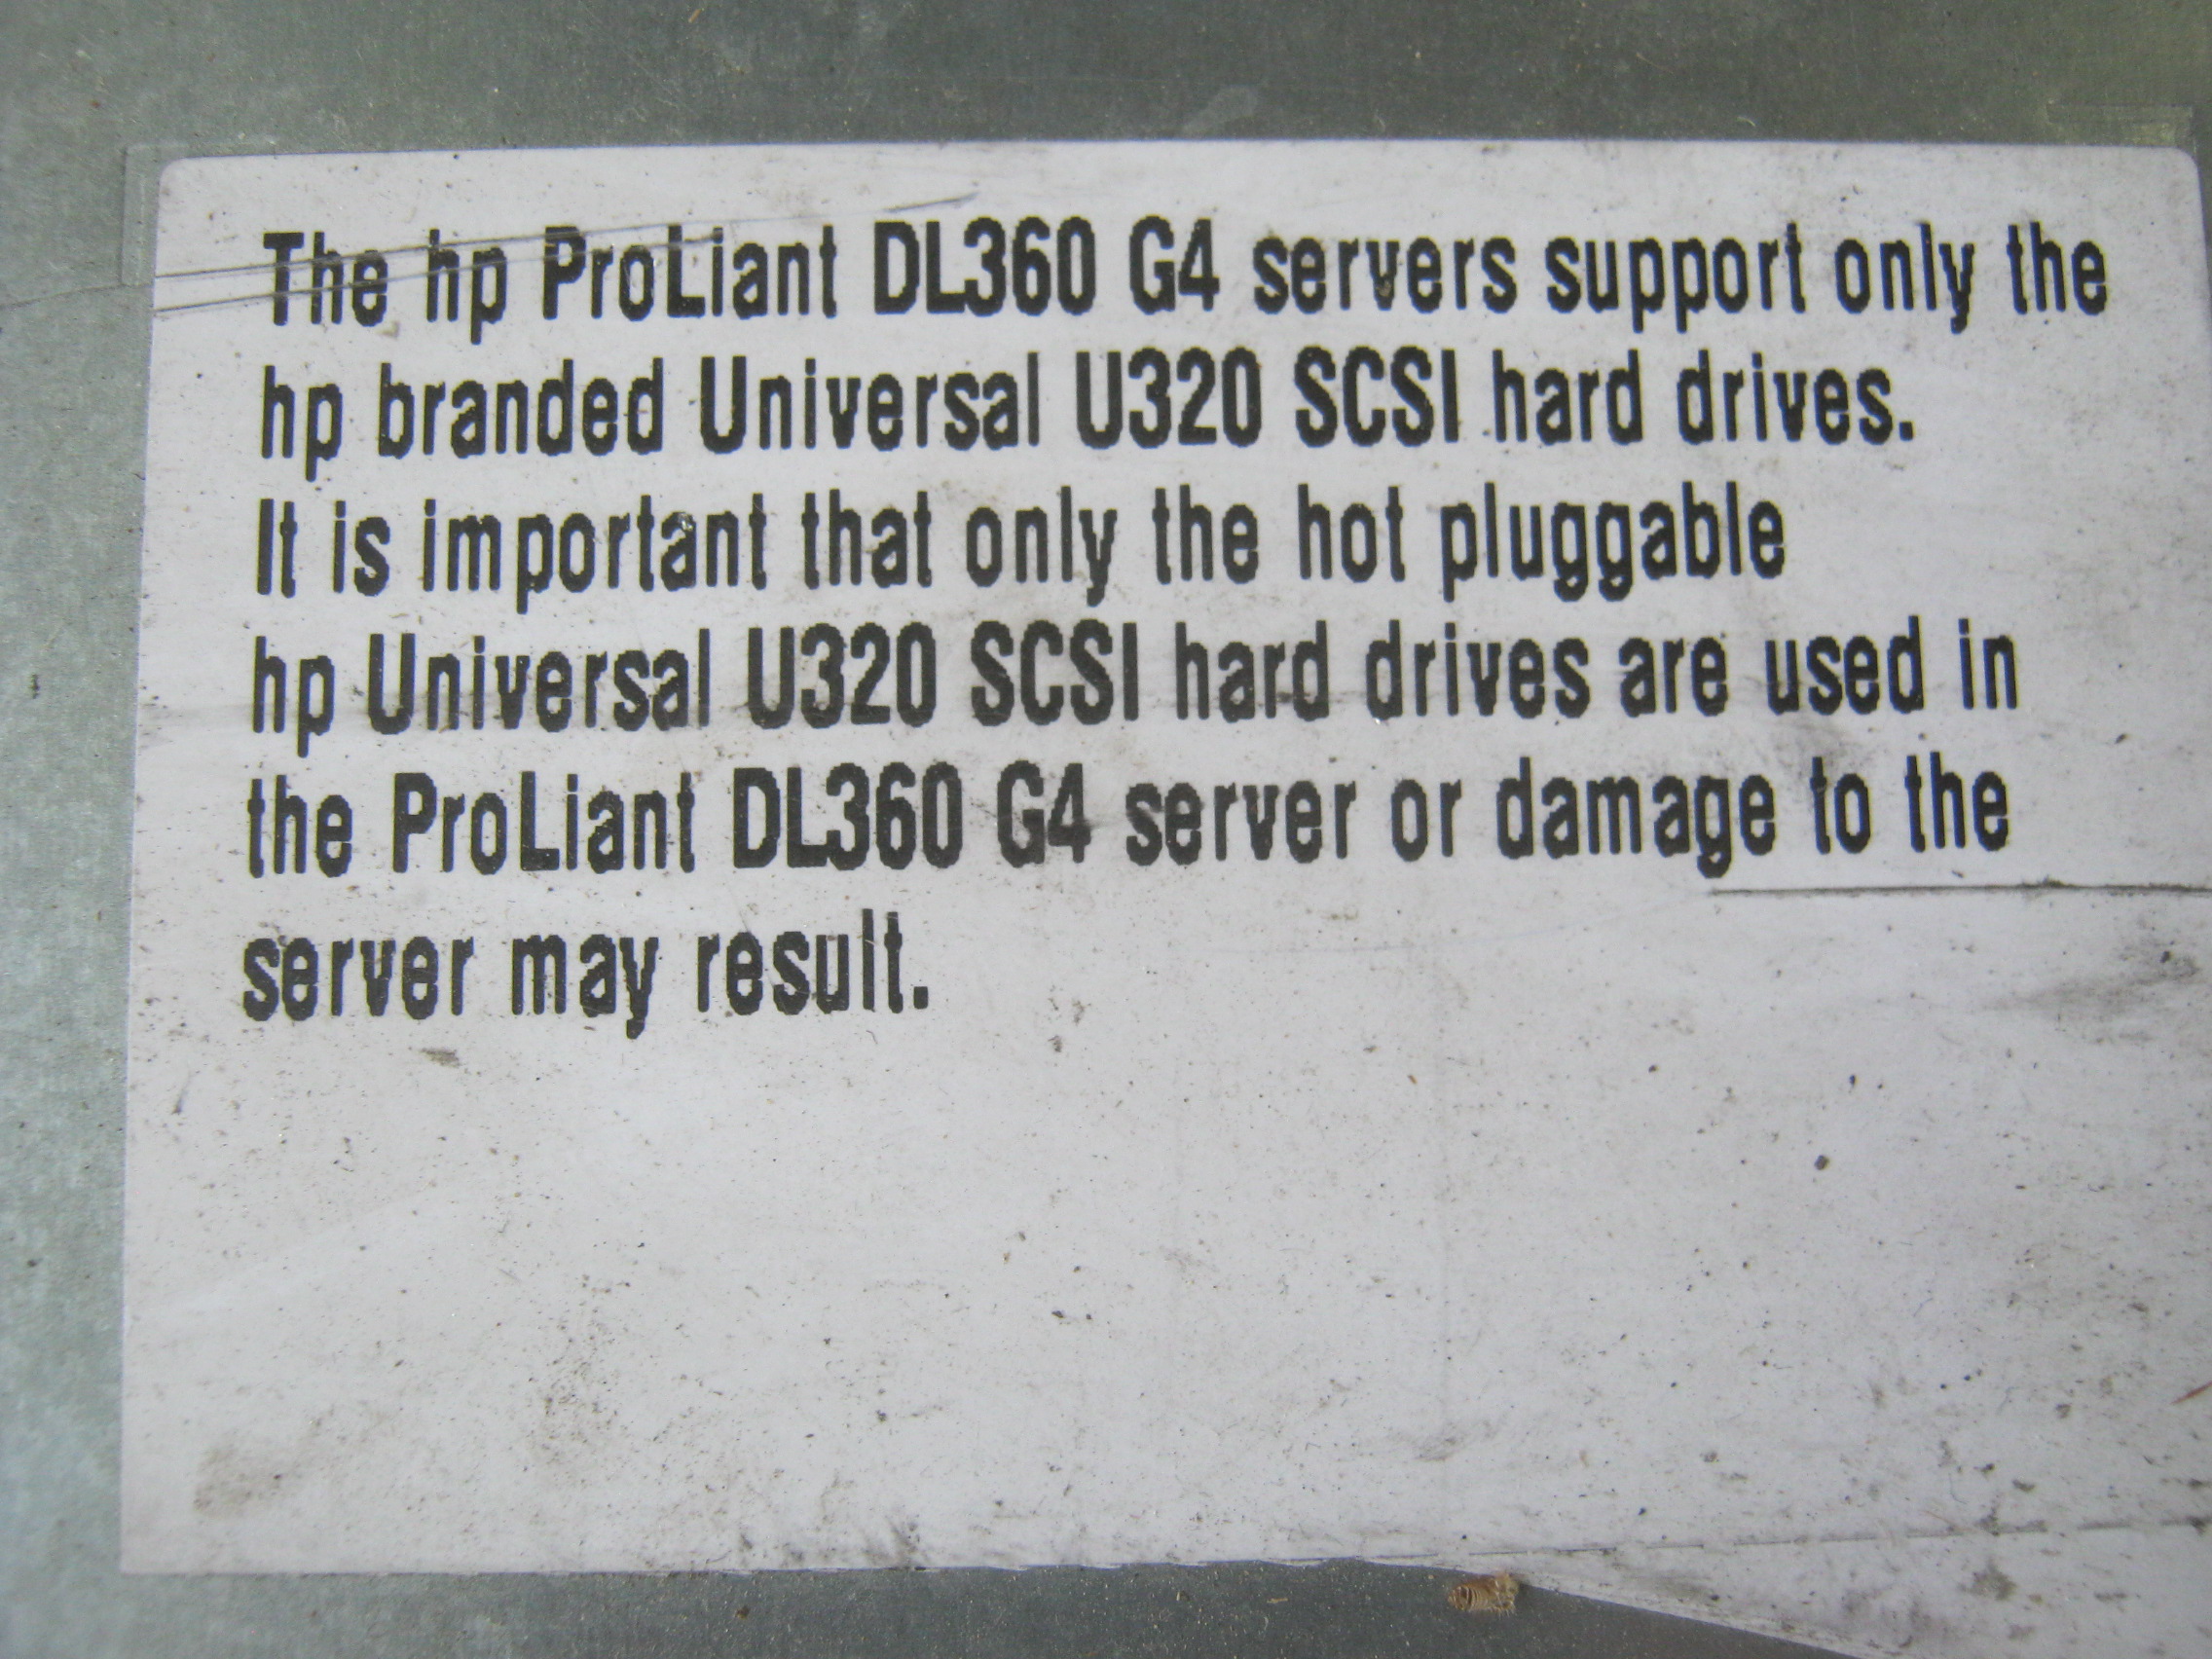 The hp ProLiant DL360 G4 servers support only the
hp branded Universal U320 SCSI hard drives.
It is important that only the hot pluggable
hp Universal U320 SCSI hard drives are used in
the ProLiant DL360 G4 server or damage to the
server may result.